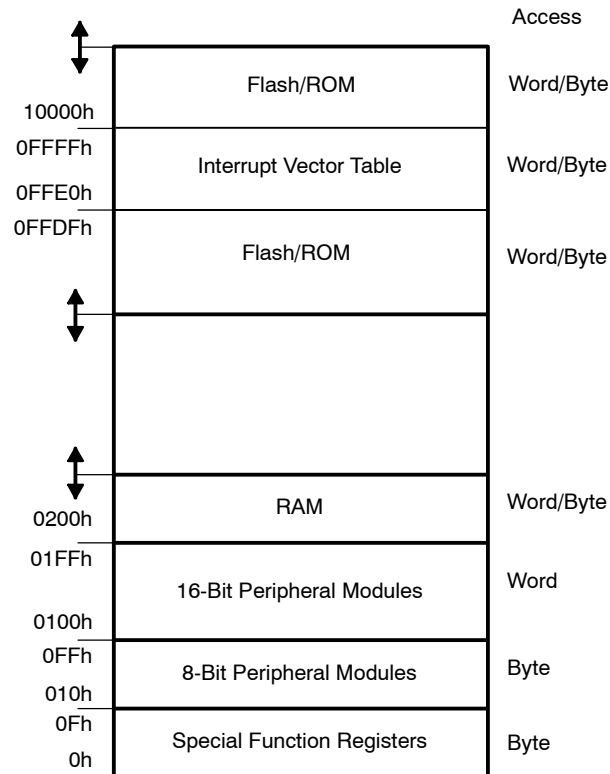 Access
Flash/ROM Word/Byte
10000h
0FFFFh
Interrupt Vector Table Word/Byte
0FFE0h
0FFDFh
Flash/ROM Word/Byte
RAM Word/Byte
0200h
01FFh
16-Bit Peripheral Modules Word
0100h
0FFh
8-Bit Peripheral Modules Byte
010h
0Fh
Special Function Registers Byte
0h